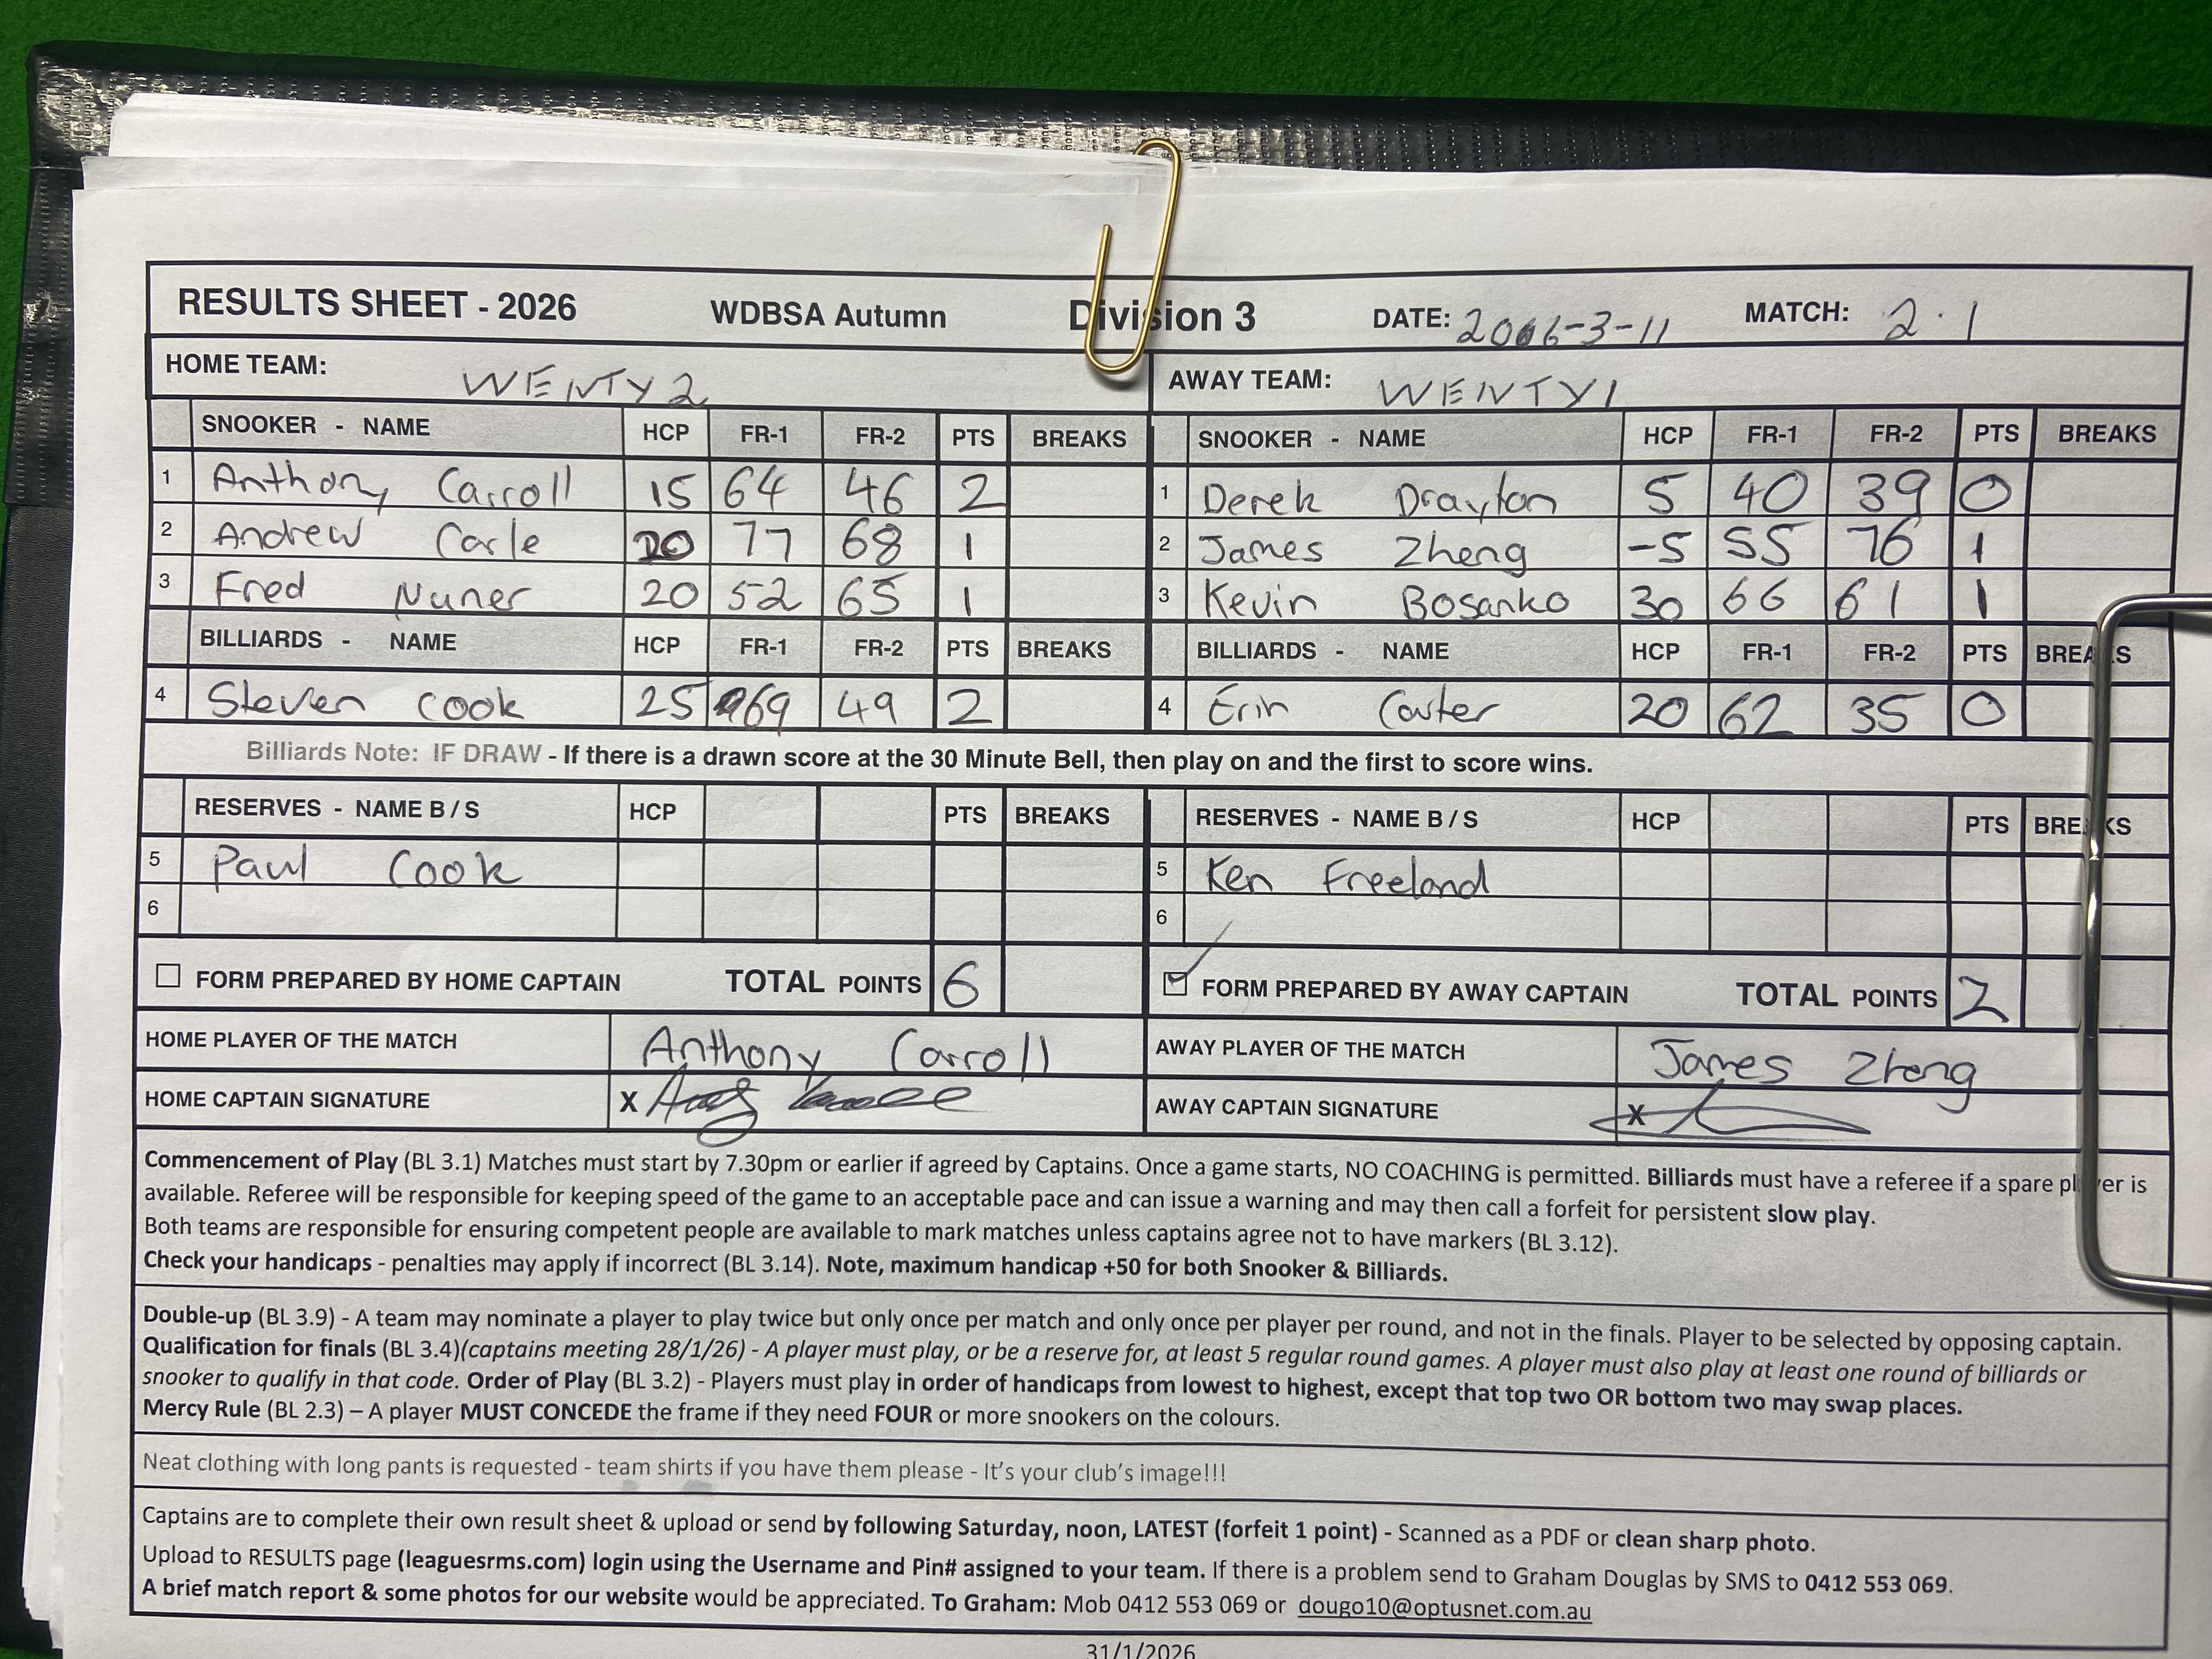 RESULTS SHEET - 2026 WDBSA Autumn Division 3 DATE: 2006-3-11 MATCH: 2.1
HOME TEAM: WENTY 2 AWAY TEAM: WENTY1
SNOOKER - NAME HCP FR-1 FR-2 PTS BREAKS SNOOKER - NAME HCP FR-1 FR-2 PTS BREAKS
1 Anthony Carroll 15 64 46 2 1 Derek Drayton 5 40 39 0
2 Andrew Carle 20 77 68 1 2 James Zheng -5 55 76 1
3 Fred Nuner 20 52 65 1 3 Kevin Bosanko 30 66 61 1
BILLIARDS - NAME HCP FR-1 FR-2 PTS BREAKS BILLIARDS - NAME HCP FR-1 FR-2 PTS BREAKS
4 Steven Cook 25 69 49 2 4 Erin Carter 20 62 35 0
Billiards Note: IF DRAW - If there is a drawn score at the 30 Minute Bell, then play on and the first to score wins.
RESERVES - NAME B / S HCP PTS BREAKS RESERVES - NAME B / S HCP PTS BREAKS
5 Paul Cook 5 Ken Freeland
6 6
FORM PREPARED BY HOME CAPTAIN TOTAL POINTS 6 FORM PREPARED BY AWAY CAPTAIN TOTAL POINTS 2
HOME PLAYER OF THE MATCH Anthony Carroll AWAY PLAYER OF THE MATCH James Zheng
HOME CAPTAIN SIGNATURE X AWAY CAPTAIN SIGNATURE X
Commencement of Play (BL 3.1) Matches must start by 7.30pm or earlier if agreed by Captains. Once a game starts, NO COACHING is permitted. Billiards must have a referee if a spare player is
available. Referee will be responsible for keeping speed of the game to an acceptable pace and can issue a warning and may then call a forfeit for persistent slow play.
Both teams are responsible for ensuring competent people are available to mark matches unless captains agree not to have markers (BL 3.12).
Check your handicaps - penalties may apply if incorrect (BL 3.14). Note, maximum handicap +50 for both Snooker & Billiards.
Double-up (BL 3.9) - A team may nominate a player to play twice but only once per match and only once per player per round, and not in the finals. Player to be selected by opposing captain.
Qualification for finals (BL 3.4)(captains meeting 28/1/26) - A player must play, or be a reserve for, at least 5 regular round games. A player must also play at least one round of billiards or
snooker to qualify in that code. Order of Play (BL 3.2) - Players must play in order of handicaps from lowest to highest, except that top two OR bottom two may swap places.
Mercy Rule (BL 2.3) – A player MUST CONCEDE the frame if they need FOUR or more snookers on the colours.
Neat clothing with long pants is requested - team shirts if you have them please - It's your club's image!!!
Captains are to complete their own result sheet & upload or send by following Saturday, noon, LATEST (forfeit 1 point) - Scanned as a PDF or clean sharp photo.
Upload to RESULTS page (leaguesrms.com) login using the Username and Pin# assigned to your team. If there is a problem send to Graham Douglas by SMS to 0412 553 069.
A brief match report & some photos for our website would be appreciated. To Graham: Mob 0412 553 069 or dougo10@optusnet.com.au
31/1/2026